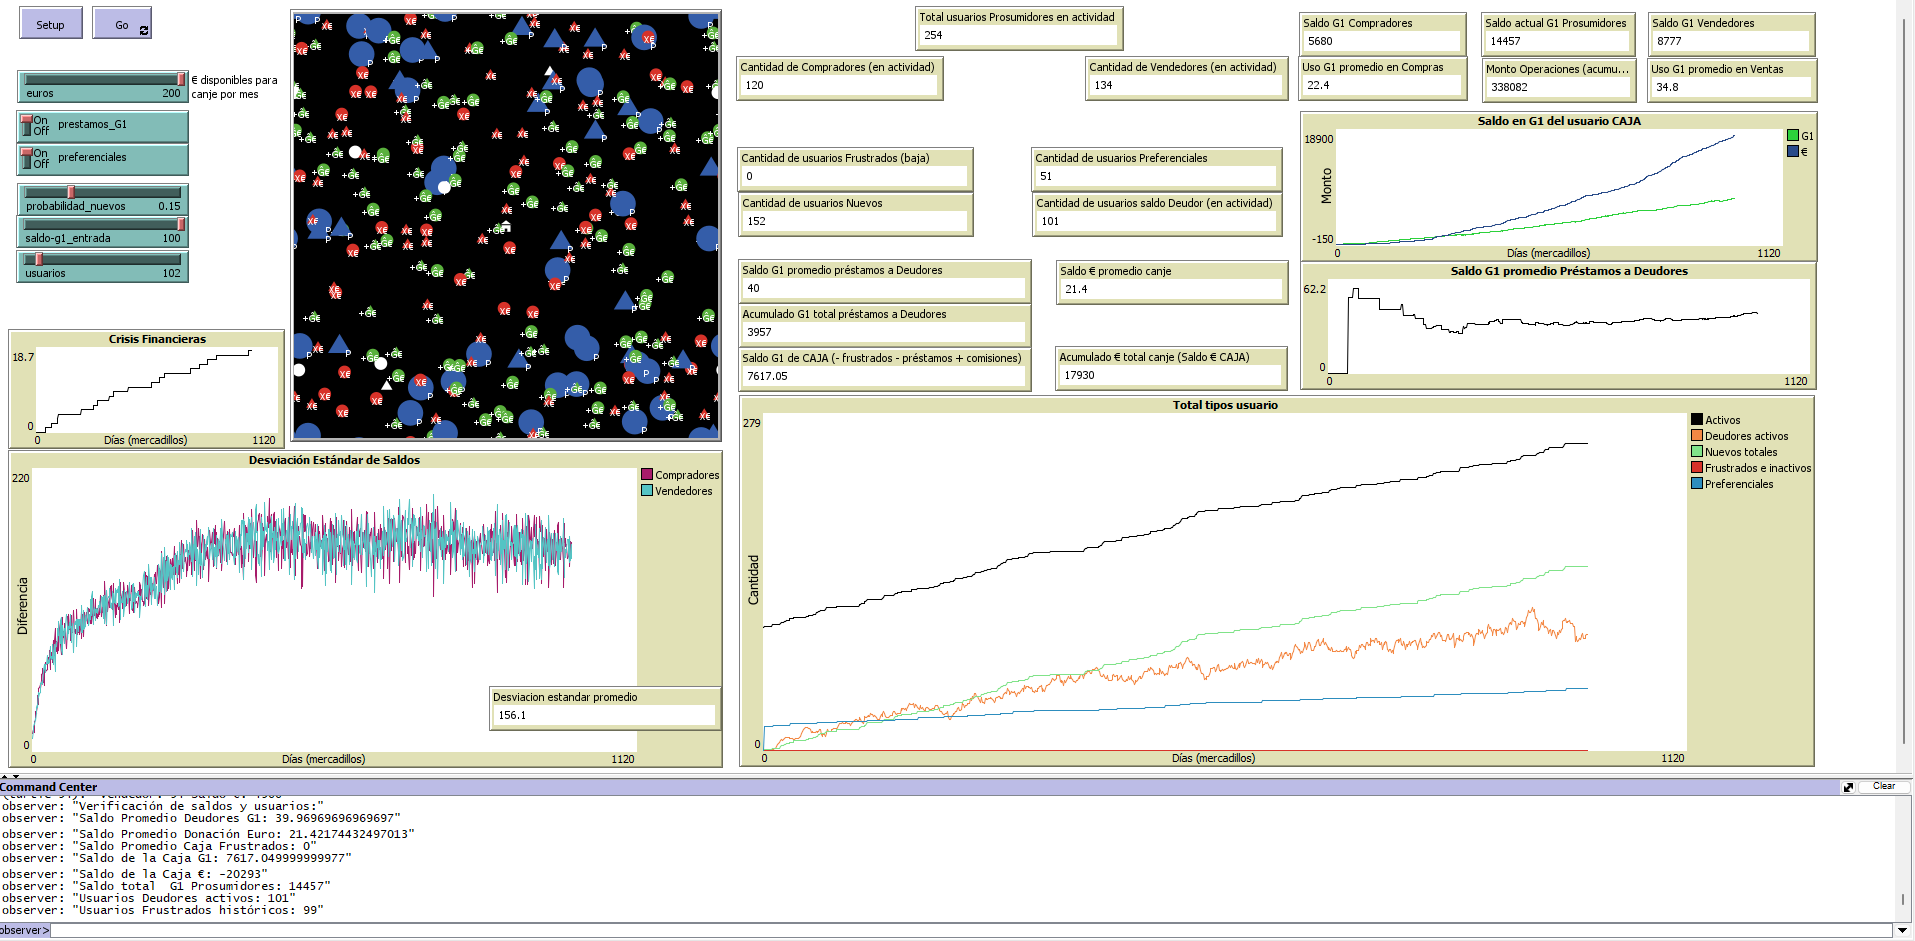 Setup
Go
€ disponibles para
canje por mes
euros 200
On
Off
prestamos_G1
On
Off
preferenciales
probabilidad_nuevos 0.15
saldo-g1_entrada 100
usuarios 102
Total usuarios Prosumidores en actividad
254
Cantidad de Compradores (en actividad)
120
Cantidad de Vendedores (en actividad)
134
Saldo G1 Compradores
5680
Saldo actual G1 Prosumidores
14457
Saldo G1 Vendedores
8777
Uso G1 promedio en Compras
22.4
Monto Operaciones (acumu...
338082
Uso G1 promedio en Ventas
34.8
Cantidad de usuarios Frustrados (baja)
0
Cantidad de usuarios Preferenciales
51
Cantidad de usuarios Nuevos
152
Cantidad de usuarios saldo Deudor (en actividad)
101
Saldo G1 promedio préstamos a Deudores
40
Saldo € promedio canje
21.4
Acumulado G1 total préstamos a Deudores
3957
Saldo G1 de CAJA (- frustrados - préstamos + comisiones)
7617.05
Acumulado € total canje (Saldo € CAJA)
17930
Saldo en G1 del usuario CAJA
18900
Monto
-150
0
Días (mercadillos)
1120
G1
€
Saldo G1 promedio Préstamos a Deudores
62.2
0
0
1120
Crisis Financieras
18.7
0
0
Días (mercadillos)
1120
Desviación Estándar de Saldos
220
Diferencia
0
0
Días (mercadillos)
1120
Compradores
Vendedores
Desviacion estandar promedio
156.1
Total tipos usuario
279
Cantidad
0
0
Días (mercadillos)
1120
Activos
Deudores activos
Nuevos totales
Frustrados e inactivos
Preferenciales
Command Center
Clear
observer: "Verificación de saldos y usuarios:"
observer: "Saldo Promedio Deudores G1: 39.96969696969697"
observer: "Saldo Promedio Donación Euro: 21.42174432497013"
observer: "Saldo Promedio Caja Frustrados: 0"
observer: "Saldo de la Caja G1: 7617.049999999977"
observer: "Saldo de la Caja €: -20293"
observer: "Saldo total  G1 Prosumidores: 14457"
observer: "Usuarios Deudores activos: 101"
observer: "Usuarios Frustrados históricos: 99"
observer>